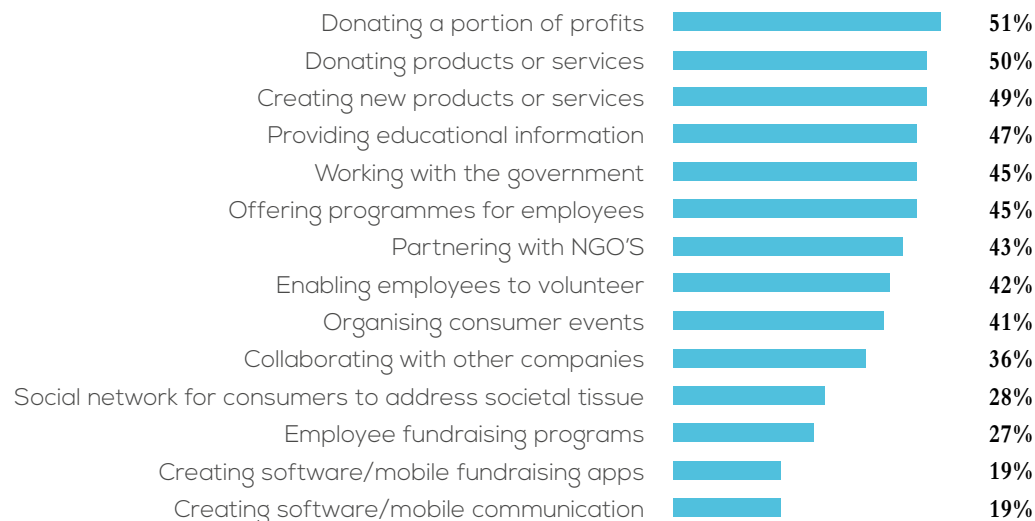 Donating a portion of profits 51%
Donating products or services 50%
Creating new products or services 49%
Providing educational information 47%
Working with the government 45%
Offering programmes for employees 45%
Partnering with NGO'S 43%
Enabling employees to volunteer 42%
Organising consumer events 41%
Collaborating with other companies 36%
Social network for consumers to address societal tissue 28%
Employee fundraising programs 27%
Creating software/mobile fundraising apps 19%
Creating software/mobile communication 19%